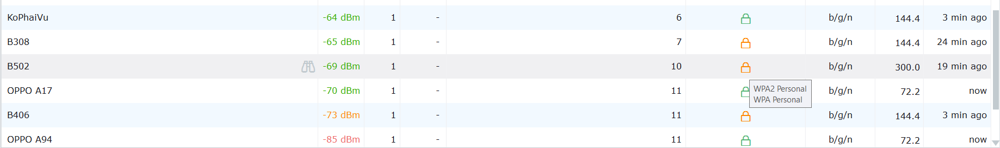 KoPhaiVu -64 dBm 1 - 6 b/g/n 144.4 3 min ago
B308 -65 dBm 1 - 7 b/g/n 144.4 24 min ago
B502 -69 dBm 1 - 10 b/g/n 300.0 19 min ago
OPPO A17 -70 dBm 1 - 11 b/g/n 72.2 now
WPA2 Personal
WPA Personal
B406 -73 dBm 1 - 11 b/g/n 144.4 3 min ago
OPPO A94 -85 dBm 1 - 11 b/g/n 72.2 now